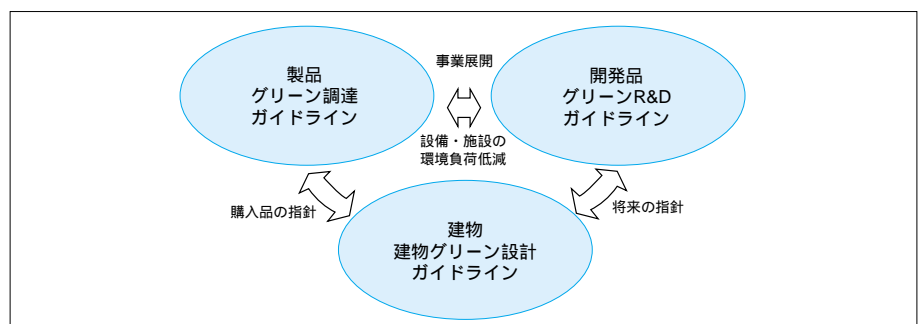 製品
グリーン調達
ガイドライン
事業展開
設備・施設の
環境負荷低減
開発品
グリーンR&D
ガイドライン
購入品の指針
将来の指針
建物
建物グリーン設計
ガイドライン